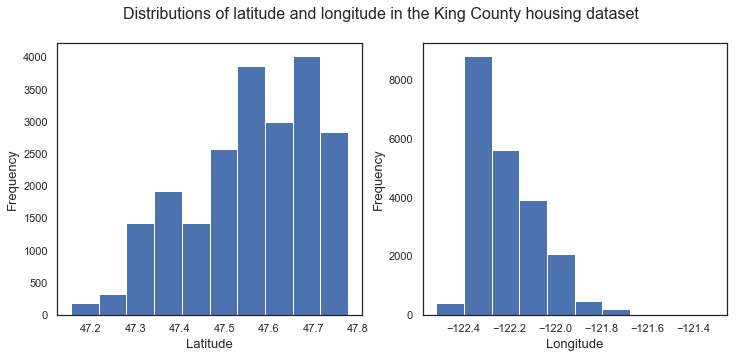 Distributions of latitude and longitude in the King County housing dataset
4000
3500
3000
2500
2000
1500
1000
500
0
Frequency
47.2 47.3 47.4 47.5 47.6 47.7 47.8
Latitude
8000
6000
4000
2000
0
Frequency
−122.4 −122.2 −122.0 −121.8 −121.6 −121.4
Longitude